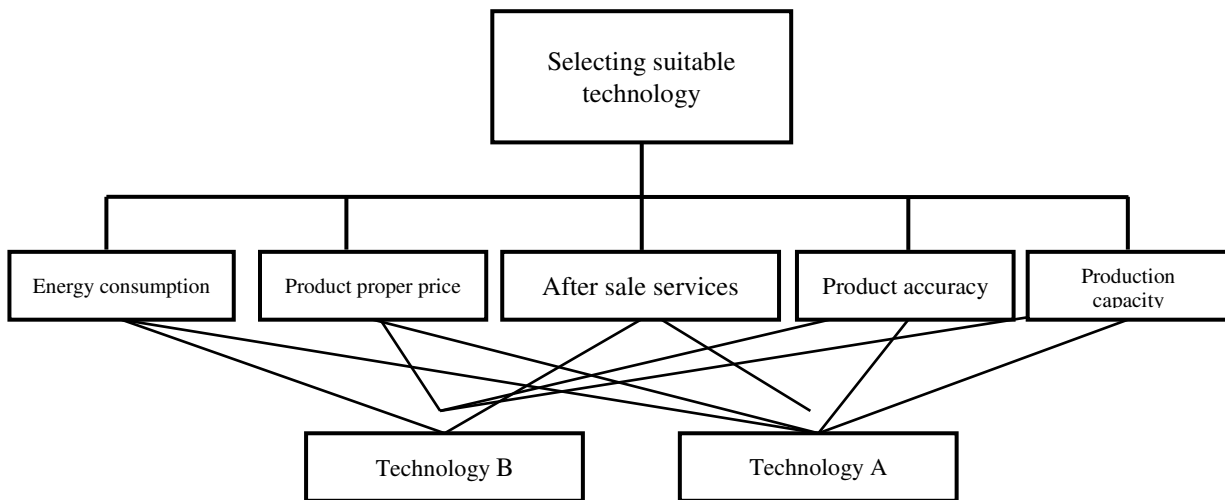 Selecting suitable
technology
Energy consumption
Product proper price
After sale services
Product accuracy
Production
capacity
Technology B
Technology A